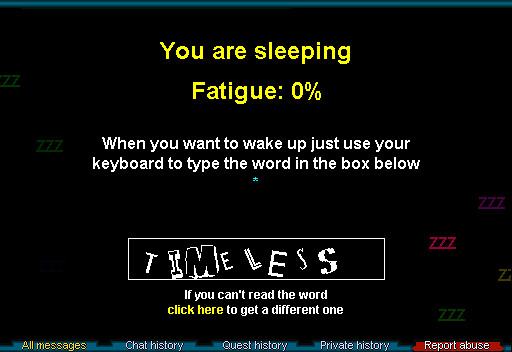 You are sleeping
Fatigue: 0%
zzz
When you want to wake up just use your
zzz
keyboard to type the word in the box below
*
zzz
zzz
TIMELESS
If you can't read the word
click here to get a different one
zzz
All messages Chat history Quest history Private history Report abuse